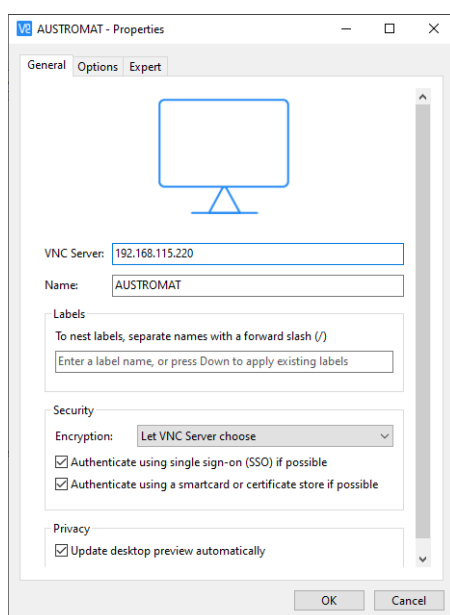 AUSTROMAT - Properties
General Options Expert
VNC Server: 192.168.115.220
Name: AUSTROMAT
Labels
To nest labels, separate names with a forward slash (/)
Enter a label name, or press Down to apply existing labels
Security
Encryption: Let VNC Server choose
Authenticate using single sign-on (SSO) if possible
Authenticate using a smartcard or certificate store if possible
Privacy
Update desktop preview automatically
OK Cancel